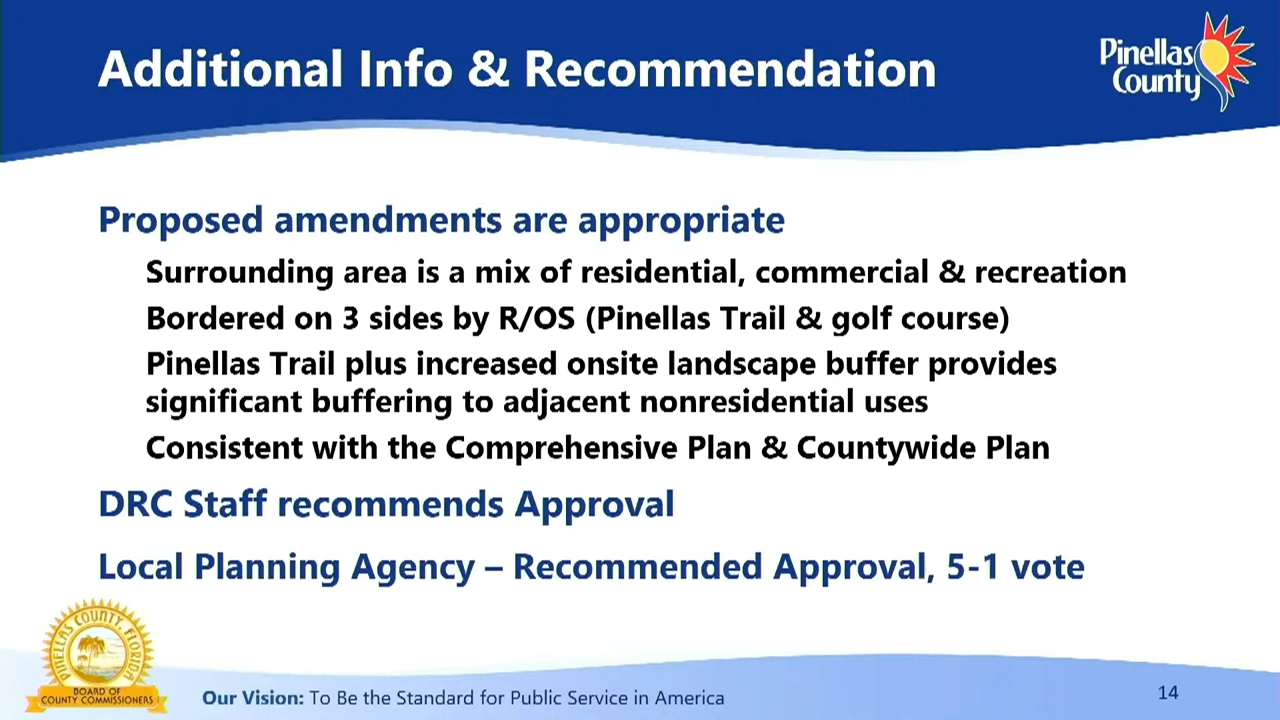 Additional Info & Recommendation
Pinellas
County
Proposed amendments are appropriate
Surrounding area is a mix of residential, commercial & recreation
Bordered on 3 sides by R/OS (Pinellas Trail & golf course)
Pinellas Trail plus increased onsite landscape buffer provides
significant buffering to adjacent nonresidential uses
Consistent with the Comprehensive Plan & Countywide Plan
DRC Staff recommends Approval
Local Planning Agency – Recommended Approval, 5-1 vote
PINELLAS COUNTY, FLORIDA
BOARD OF
COUNTY COMMISSIONERS
Our Vision: To Be the Standard for Public Service in America
14